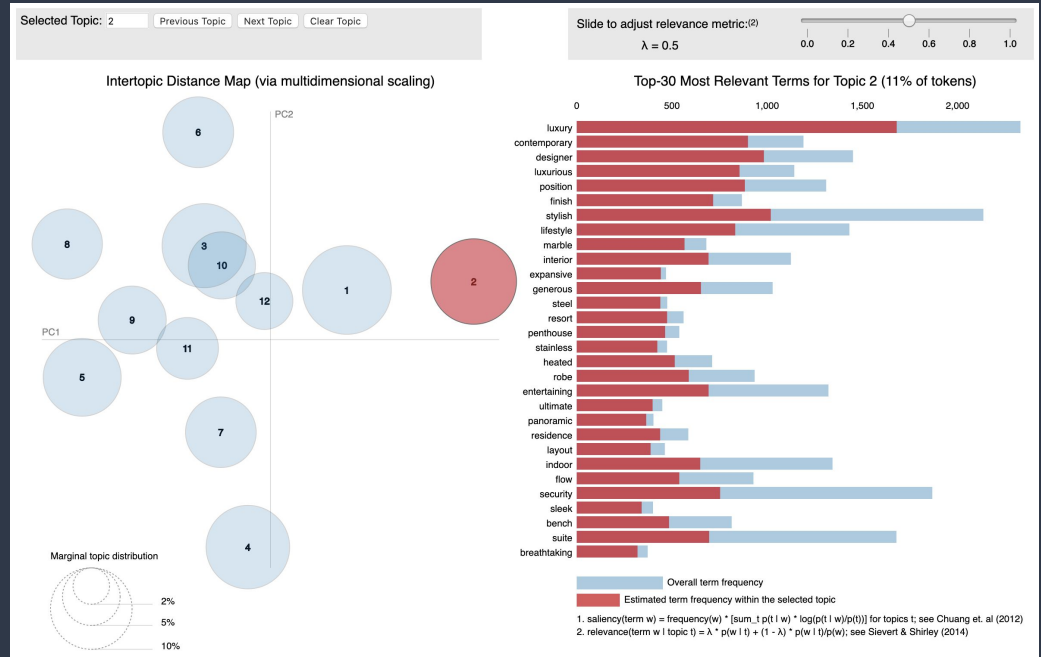 Selected Topic: 2 Previous Topic Next Topic Clear Topic
Slide to adjust relevance metric:(2)
λ = 0.5
0.0 0.2 0.4 0.6 0.8 1.0
Intertopic Distance Map (via multidimensional scaling)
PC2
PC1
6
8
3
10
12
1
2
9
11
5
7
4
Marginal topic distribution
2%
5%
10%
Top-30 Most Relevant Terms for Topic 2 (11% of tokens)
0 500 1,000 1,500 2,000
luxury
contemporary
designer
luxurious
position
finish
stylish
lifestyle
marble
interior
expansive
generous
steel
resort
penthouse
stainless
heated
robe
entertaining
ultimate
panoramic
residence
layout
indoor
flow
security
sleek
bench
suite
breathtaking
Overall term frequency
Estimated term frequency within the selected topic
1. saliency(term w) = frequency(w) * [sum_t p(t | w) * log(p(t | w)/p(t))] for topics t; see Chuang et. al (2012)
2. relevance(term w | topic t) = λ * p(w | t) + (1 - λ) * p(w | t)/p(w); see Sievert & Shirley (2014)